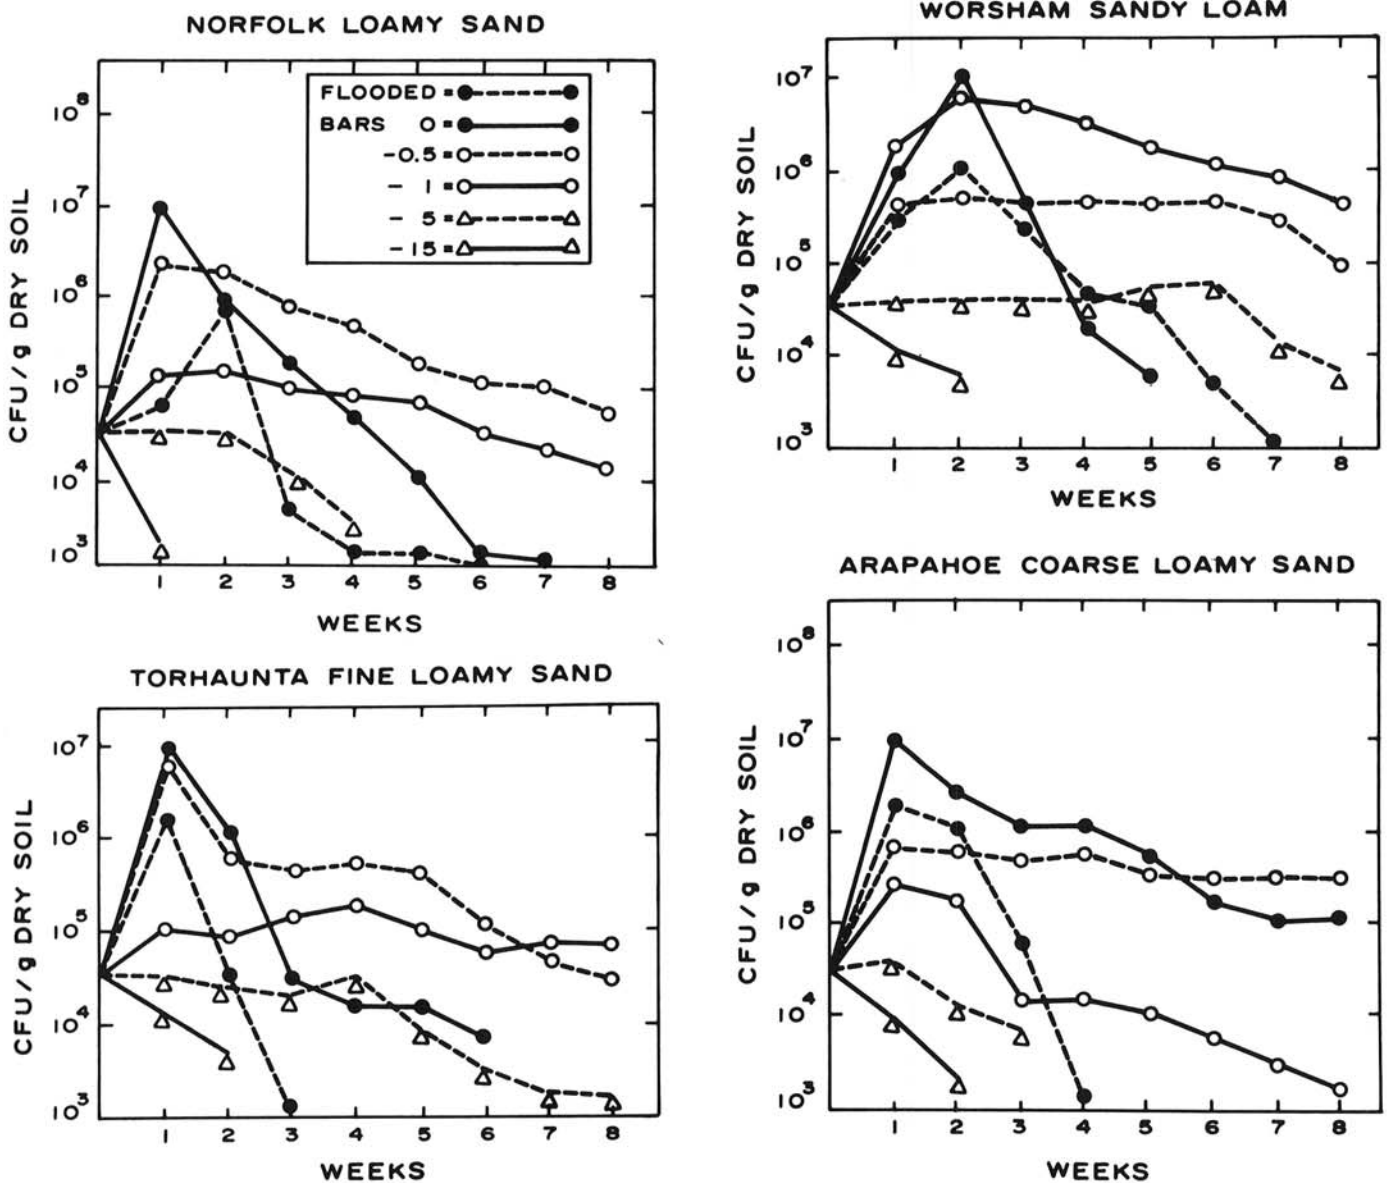 NORFOLK LOAMY SAND
CFU/g DRY SOIL
10⁸
10⁷
10⁶
10⁵
10⁴
10³
FLOODED =
BARS 0 =
-0.5 =
- 1 =
- 5 =
- 15 =
1 2 3 4 5 6 7 8
WEEKS
WORSHAM SANDY LOAM
CFU/g DRY SOIL
10⁷
10⁶
10⁵
10⁴
10³
1 2 3 4 5 6 7 8
WEEKS
TORHAUNTA FINE LOAMY SAND
CFU/g DRY SOIL
10⁷
10⁶
10⁵
10⁴
10³
1 2 3 4 5 6 7 8
WEEKS
ARAPAHOE COARSE LOAMY SAND
CFU/g DRY SOIL
10⁸
10⁷
10⁶
10⁵
10⁴
10³
1 2 3 4 5 6 7 8
WEEKS